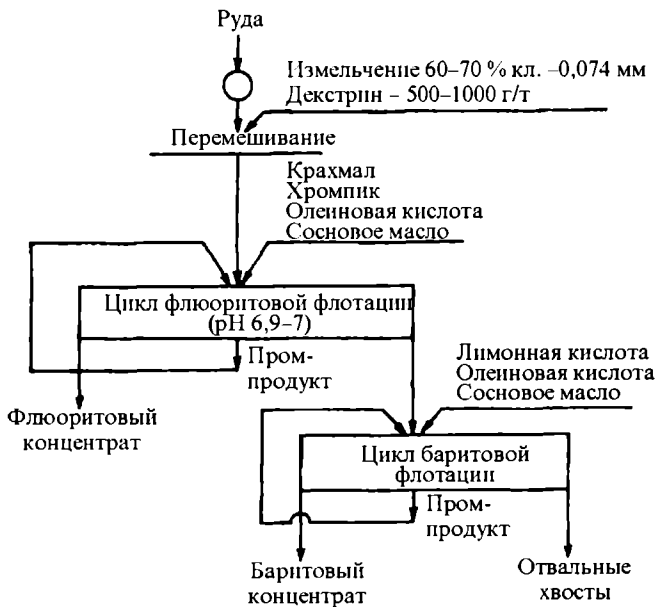 Руда
Измельчение 60–70 % кл. –0,074 мм
Декстрин – 500–1000 г/т
Перемешивание
Крахмал
Хромпик
Олеиновая кислота
Сосновое масло
Цикл флюоритовой флотации
(pH 6,9–7)
Пром-
продукт
Флюоритовый
концентрат
Лимонная кислота
Олеиновая кислота
Сосновое масло
Цикл баритовой
флотации
Пром-
продукт
Баритовый
концентрат
Отвальные
хвосты